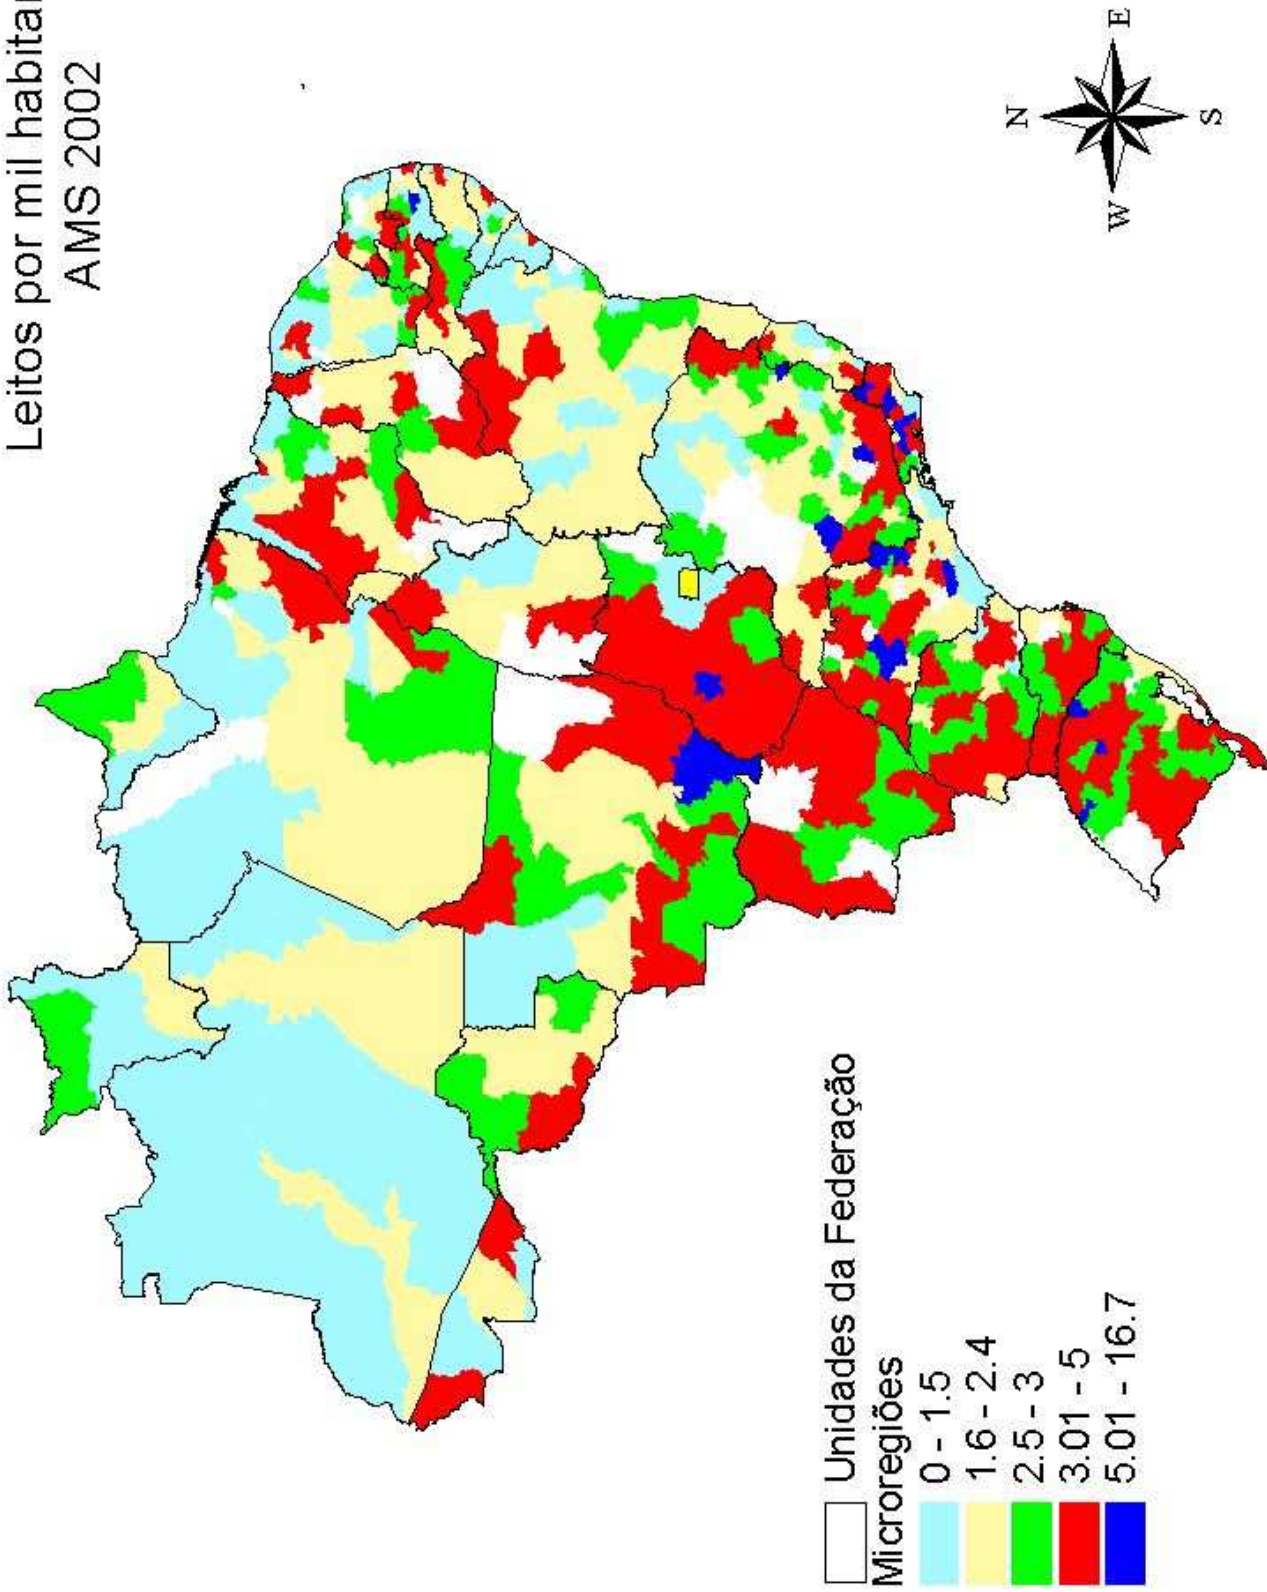 Leitos por mil
AMS 2002
N
W
E
S
Unidades da Federação
Microregiões
0 - 1.5
1.6 - 2.4
2.5 - 3
3.01 - 5
5.01 - 16.7